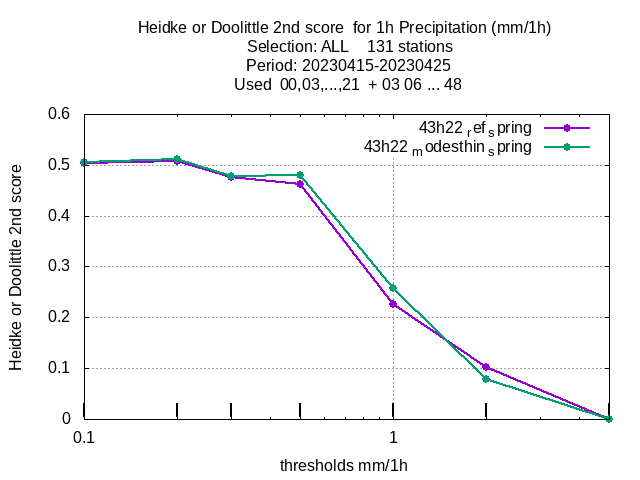 Heidke or Doolittle 2nd score  for 1h Precipitation (mm/1h)
Selection: ALL    131 stations
Period: 20230415-20230425
Used  00,03,...,21  + 03 06 ... 48
43h22 ref spring
43h22 modesthin spring
0.6
0.5
0.4
0.3
0.2
0.1
0
Heidke or Doolittle 2nd score
0.1
1
thresholds mm/1h